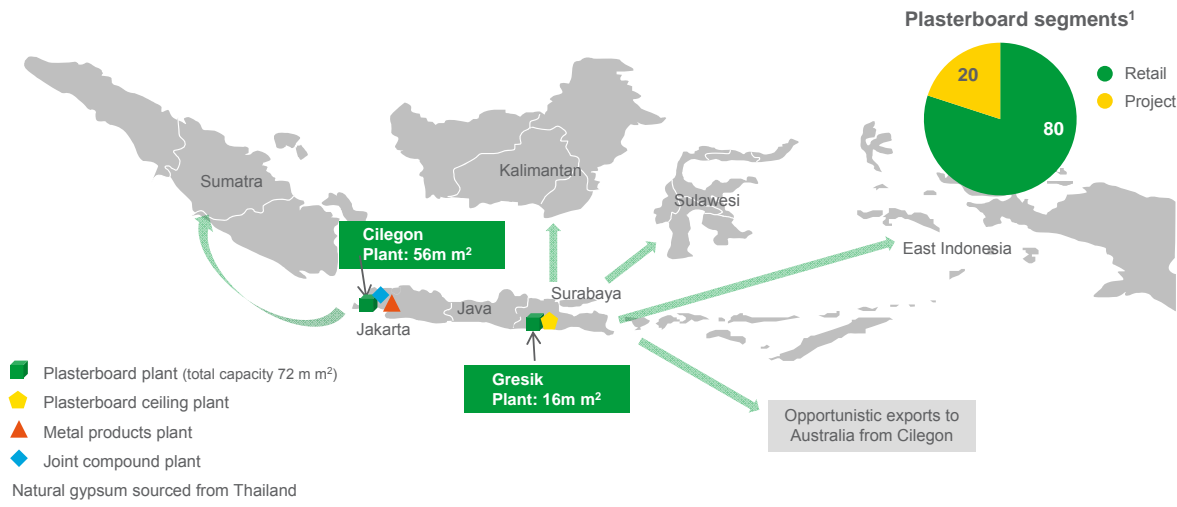 Plasterboard segments¹
20
80
Retail
Project
Sumatra
Kalimantan
Sulawesi
East Indonesia
Cilegon
Plant: 56m m²
Surabaya
Java
Jakarta
Gresik
Plant: 16m m²
Opportunistic exports to
Australia from Cilegon
Plasterboard plant (total capacity 72 m m²)
Plasterboard ceiling plant
Metal products plant
Joint compound plant
Natural gypsum sourced from Thailand